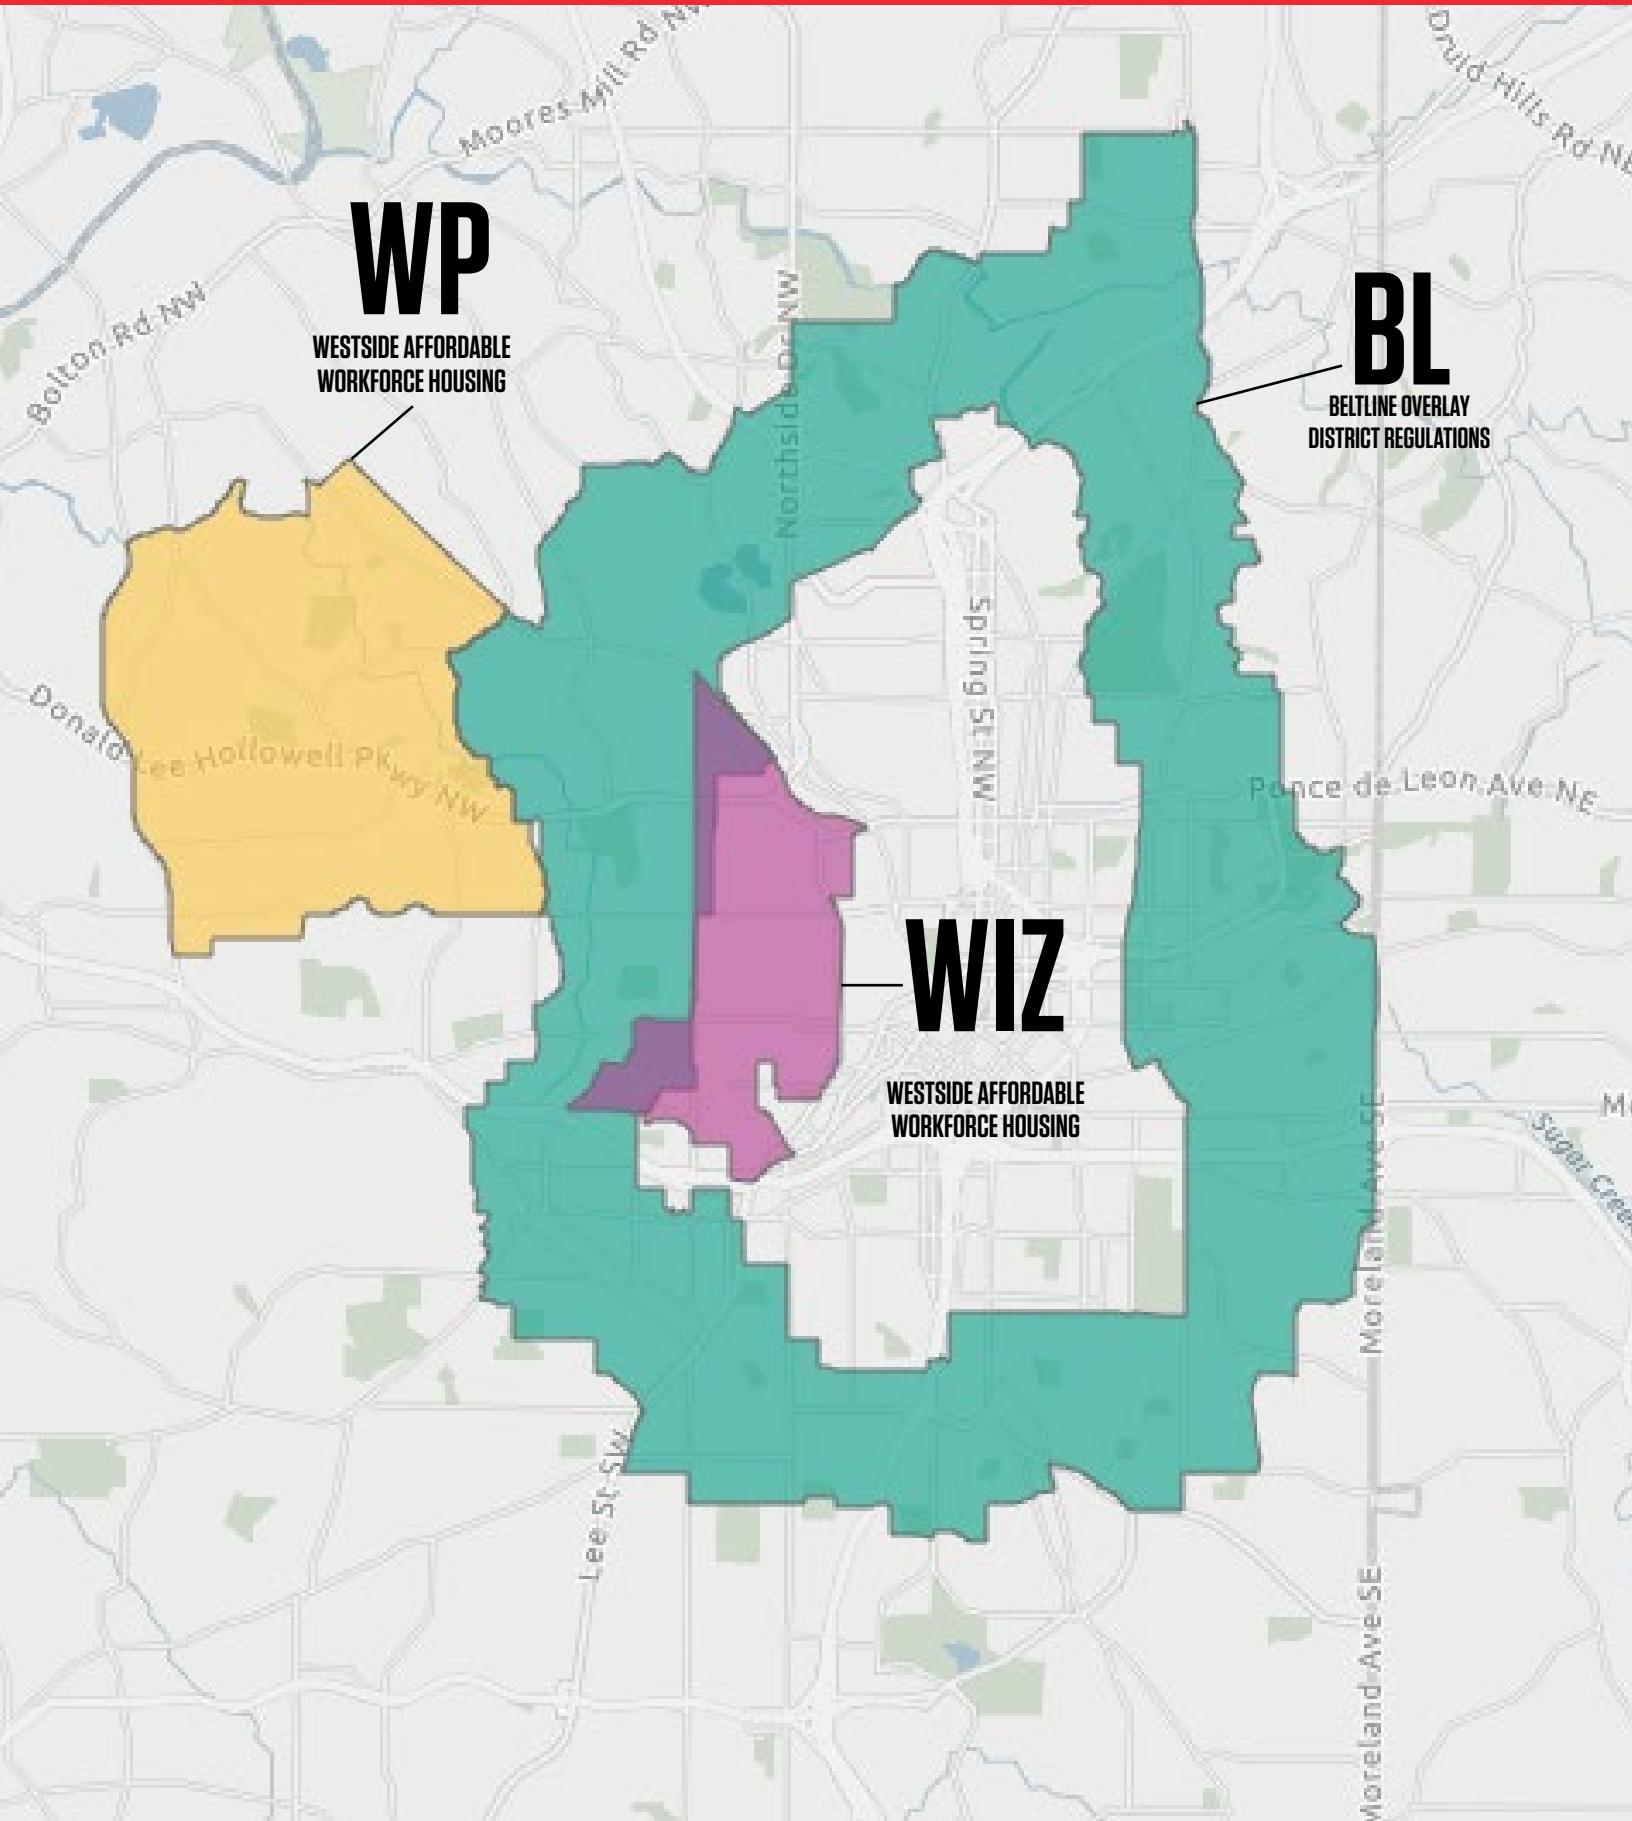 Moores Mill Rd NW
Druid Hills Rd NE
WP
WESTSIDE AFFORDABLE
WORKFORCE HOUSING
Bolton Rd NW
Northside Dr NW
BL
BELTLINE OVERLAY
DISTRICT REGULATIONS
Spring St NW
Donald Lee Hollowell Pkwy NW
Ponce de Leon Ave NE
WIZ
WESTSIDE AFFORDABLE
WORKFORCE HOUSING
Moreland Ave SE
Sugar Cree
Lee St SW
Moreland Ave SE